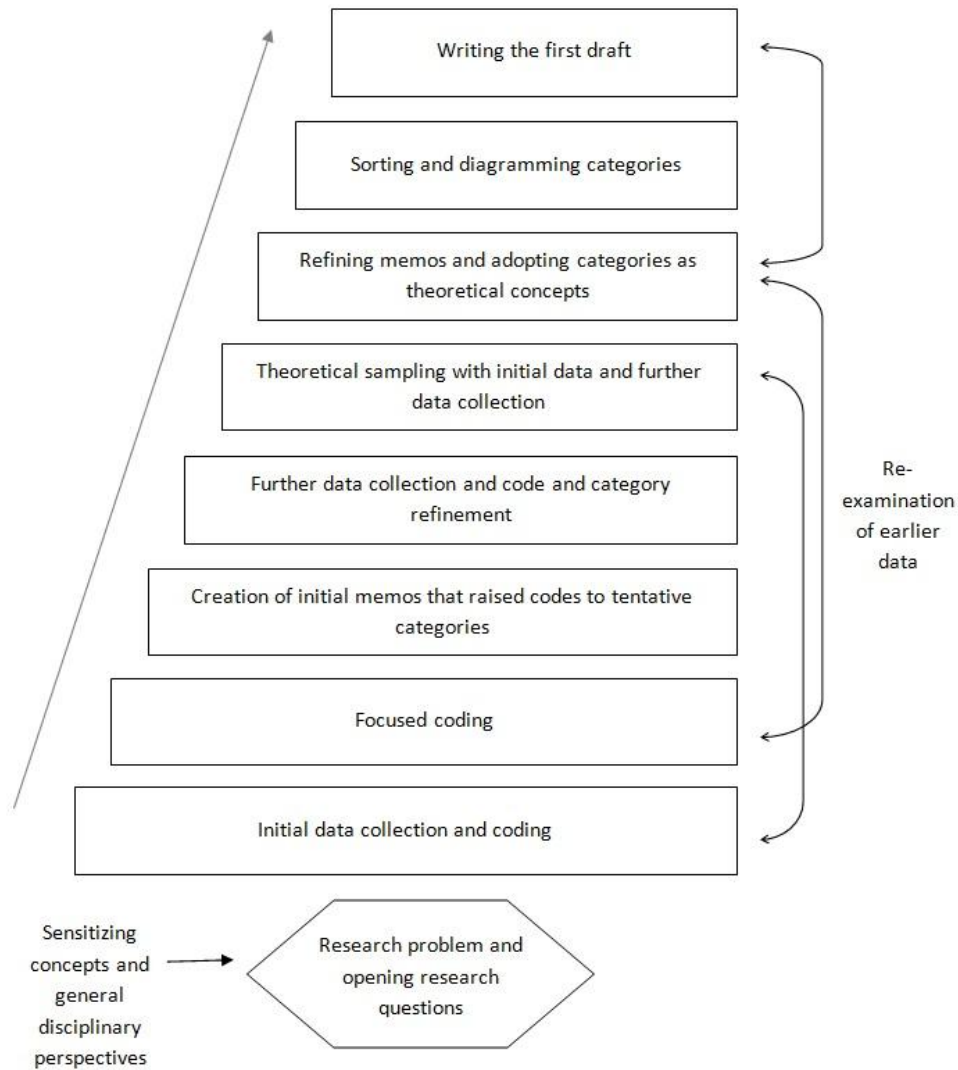 Writing the first draft
Sorting and diagramming categories
Refining memos and adopting categories as
theoretical concepts
Theoretical sampling with initial data and further
data collection
Further data collection and code and category
refinement
Creation of initial memos that raised codes to tentative
categories
Focused coding
Initial data collection and coding
Re-
examination
of earlier
data
Sensitizing
concepts and
general
disciplinary
perspectives
Research problem and
opening research
questions